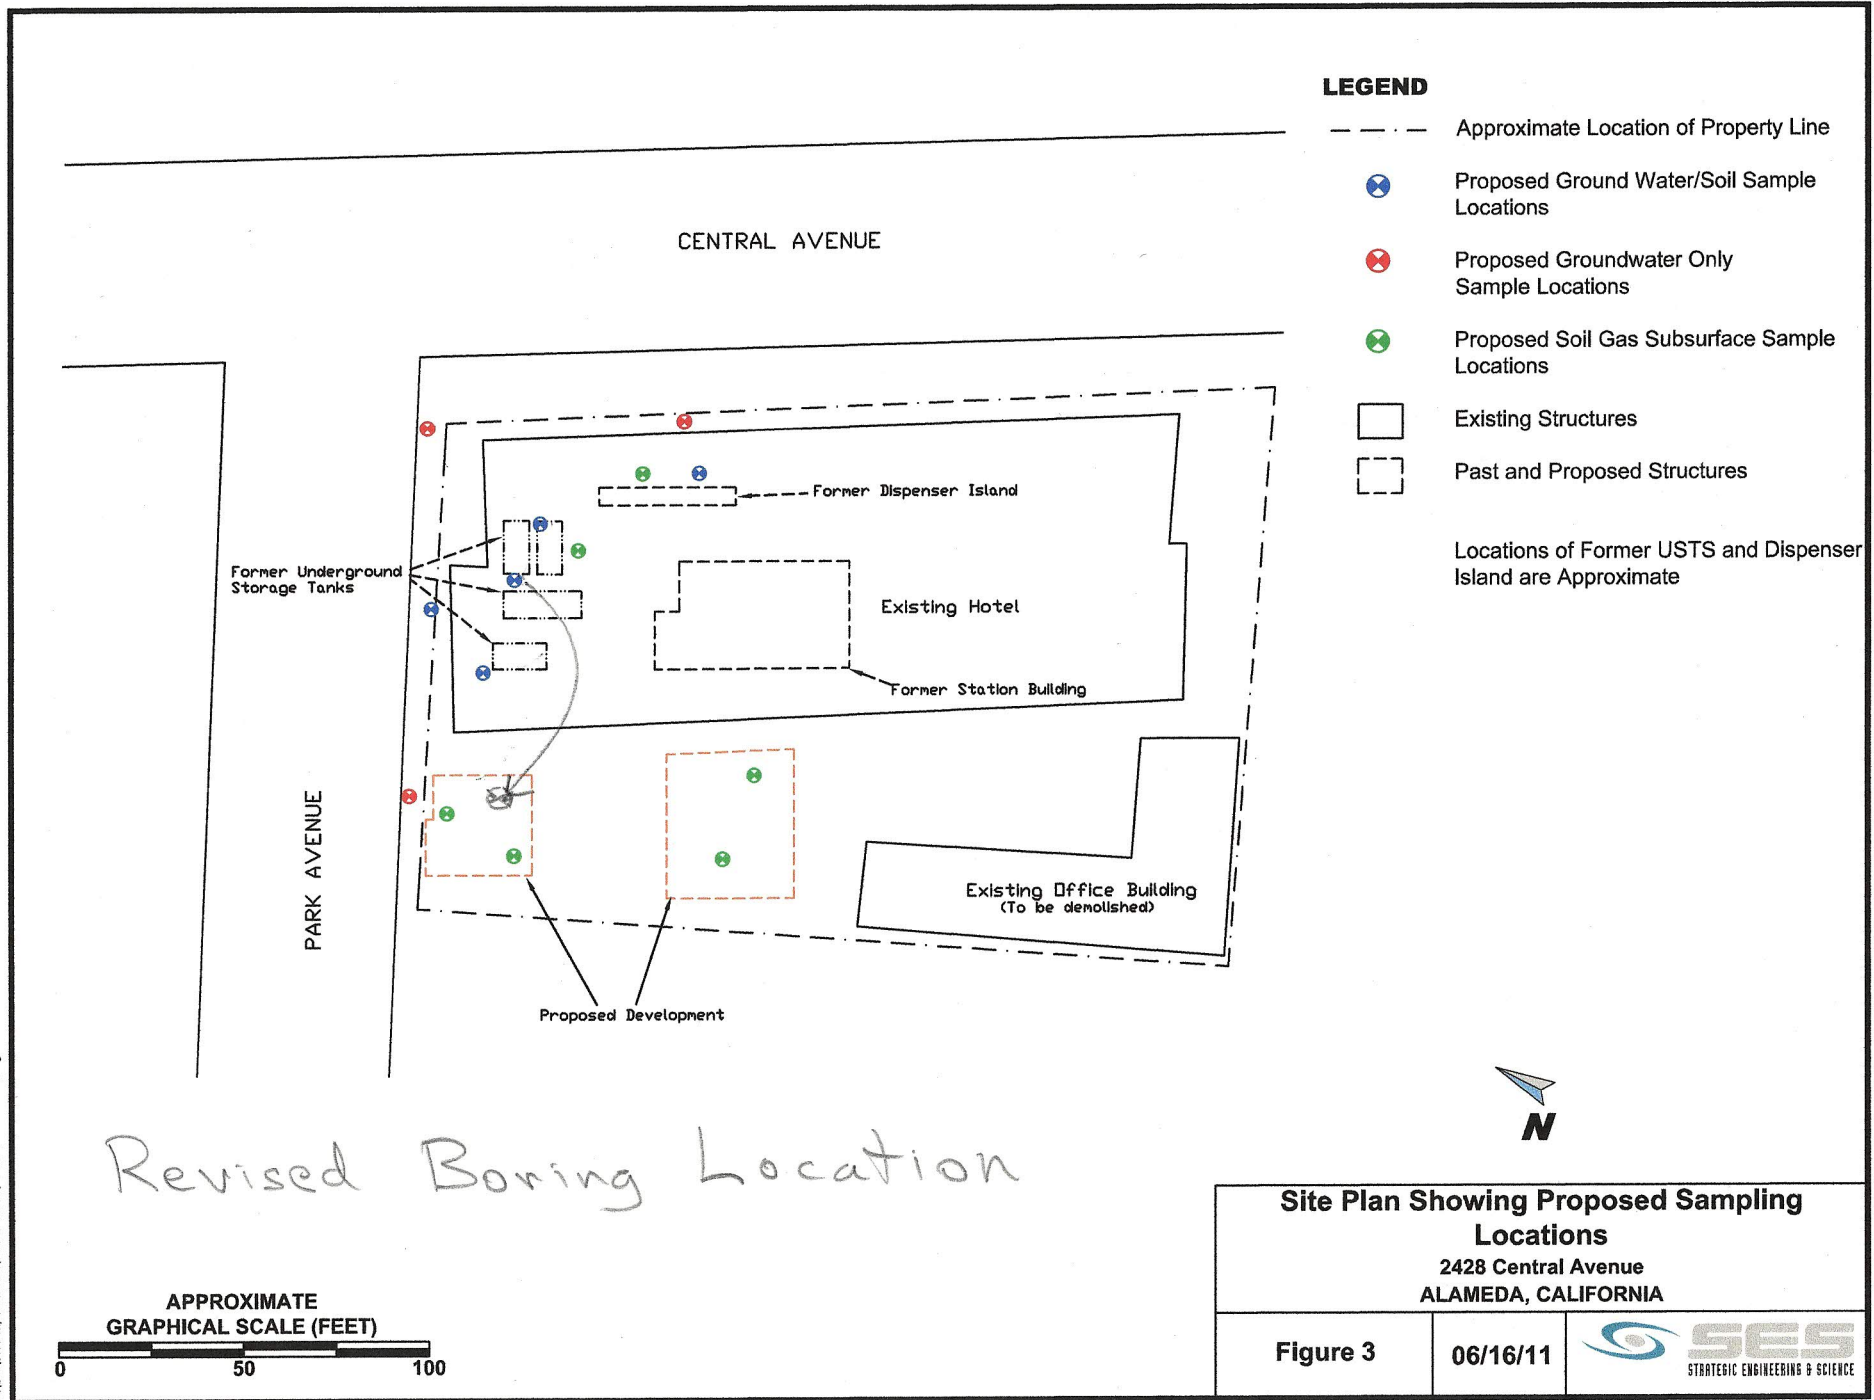 LEGEND
Approximate Location of Property Line
Proposed Ground Water/Soil Sample
Locations
Proposed Groundwater Only
Sample Locations
Proposed Soil Gas Subsurface Sample
Locations
Existing Structures
Past and Proposed Structures
Locations of Former USTS and Dispenser
Island are Approximate
CENTRAL AVENUE
Former Dispenser Island
Former Underground
Storage Tanks
Existing Hotel
Former Station Building
PARK AVENUE
Existing Office Building
(To be demolished)
Proposed Development
N
Revised Boring Location
APPROXIMATE
GRAPHICAL SCALE (FEET)
0 50 100
Site Plan Showing Proposed Sampling
Locations
2428 Central Avenue
ALAMEDA, CALIFORNIA
Figure 3
06/16/11
SES
STRATEGIC ENGINEERING & SCIENCE